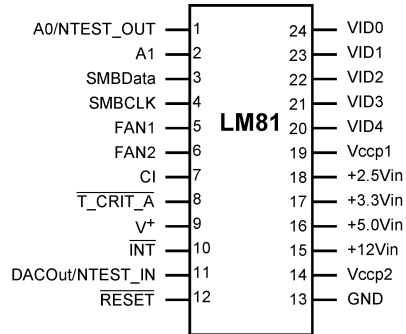 A0/NTEST_OUT 1 24 VID0
A1 2 23 VID1
SMBData 3 22 VID2
SMBCLK 4 21 VID3
FAN1 5 LM81 20 VID4
FAN2 6 19 Vccp1
CI 7 18 +2.5Vin
T_CRIT_A 8 17 +3.3Vin
V+ 9 16 +5.0Vin
INT 10 15 +12Vin
DACOut/NTEST_IN 11 14 Vccp2
RESET 12 13 GND